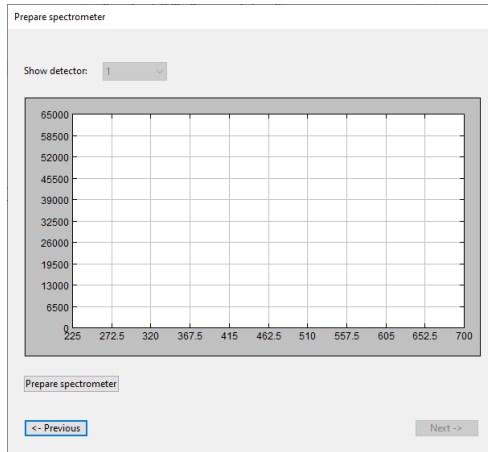 Prepare spectrometer
Show detector: 1
65000
58500
52000
45500
39000
32500
26000
19500
13000
6500
0
225 272.5 320 367.5 415 462.5 510 557.5 605 652.5 700
Prepare spectrometer
<- Previous Next ->